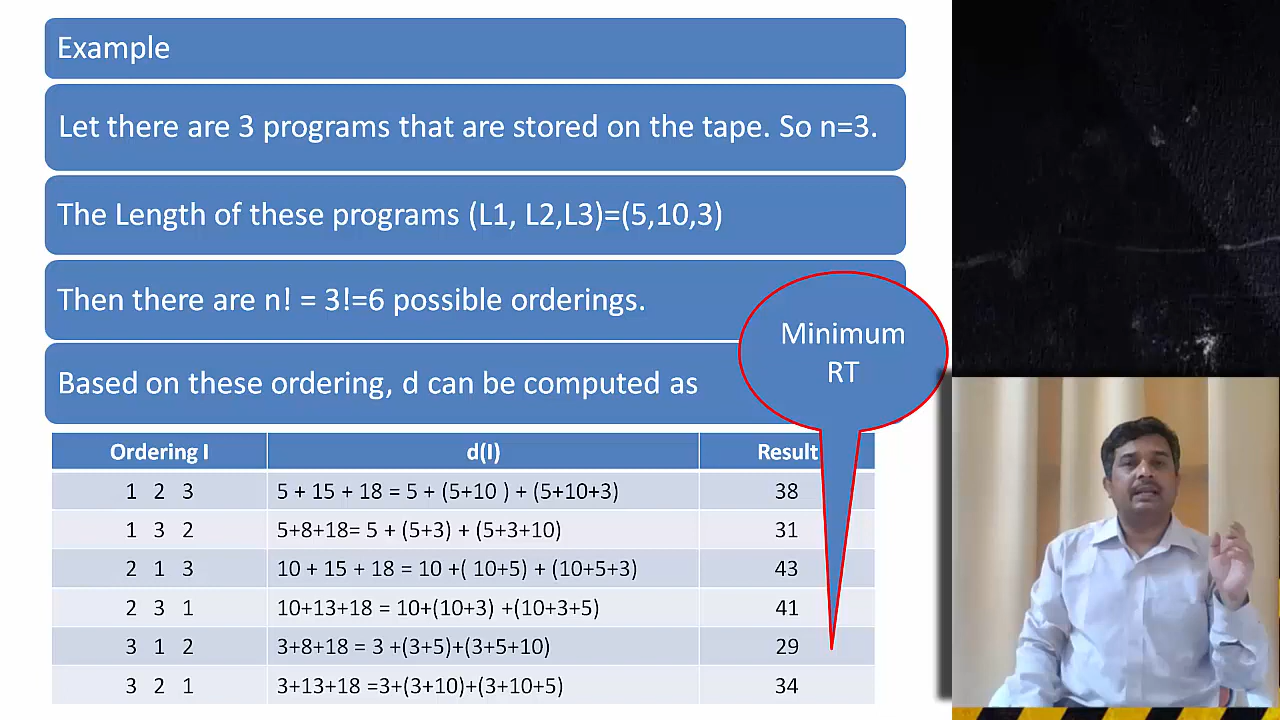 Example
Let there are 3 programs that are stored on the tape. So n=3.
The Length of these programs (L1, L2,L3)=(5,10,3)
Then there are n! = 3!=6 possible orderings.
Minimum
RT
Based on these ordering, d can be computed as
Ordering I d(I) Result
1 2 3 5 + 15 + 18 = 5 + (5+10 ) + (5+10+3) 38
1 3 2 5+8+18= 5 + (5+3) + (5+3+10) 31
2 1 3 10 + 15 + 18 = 10 +( 10+5) + (10+5+3) 43
2 3 1 10+13+18 = 10+(10+3) +(10+3+5) 41
3 1 2 3+8+18 = 3 +(3+5)+(3+5+10) 29
3 2 1 3+13+18 =3+(3+10)+(3+10+5) 34